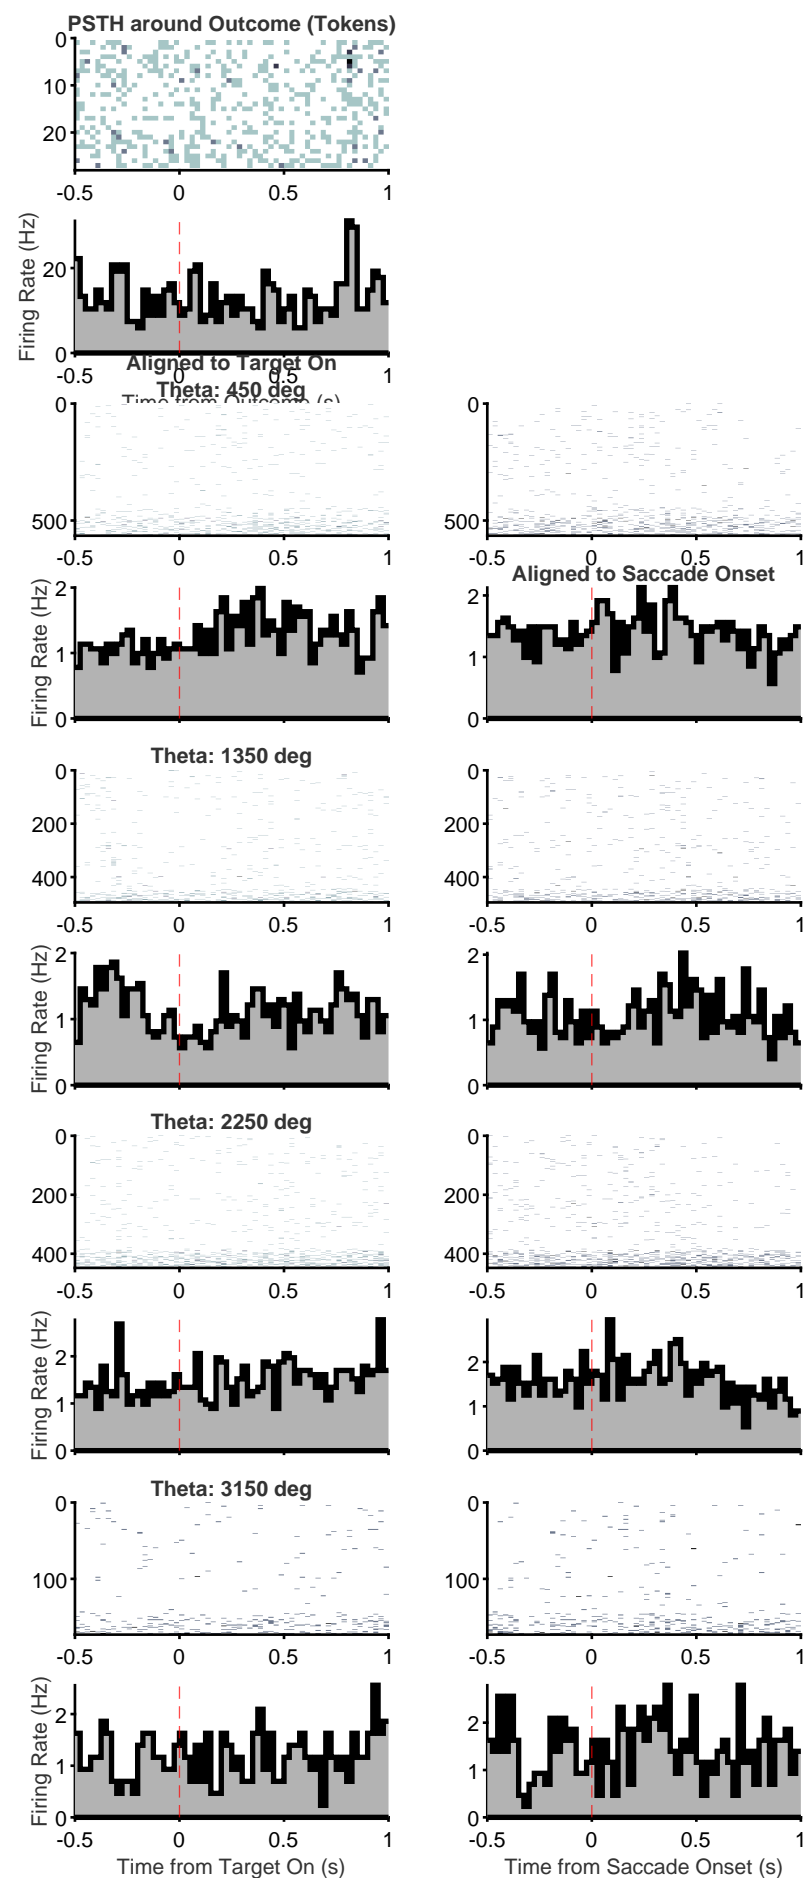 PSTH around Outcome (Tokens)
0
10
20
-0.5 0 0.5 1
Firing Rate (Hz)
20
0
-0.5 0 0.5 1
Time from Outcome (s)
Aligned to Target On
Theta: 450 deg
0
500
-0.5 0 0.5 1
0
500
-0.5 0 0.5 1
Firing Rate (Hz)
2
1
0
Aligned to Saccade Onset
2
1
0
Theta: 1350 deg
0
200
400
-0.5 0 0.5 1
0
200
400
-0.5 0 0.5 1
Firing Rate (Hz)
2
1
0
2
1
0
Theta: 2250 deg
0
200
400
-0.5 0 0.5 1
0
200
400
-0.5 0 0.5 1
Firing Rate (Hz)
2
1
0
2
1
0
Theta: 3150 deg
0
100
-0.5 0 0.5 1
0
100
-0.5 0 0.5 1
Firing Rate (Hz)
2
1
0
-0.5 0 0.5 1
Time from Target On (s)
2
1
0
-0.5 0 0.5 1
Time from Saccade Onset (s)